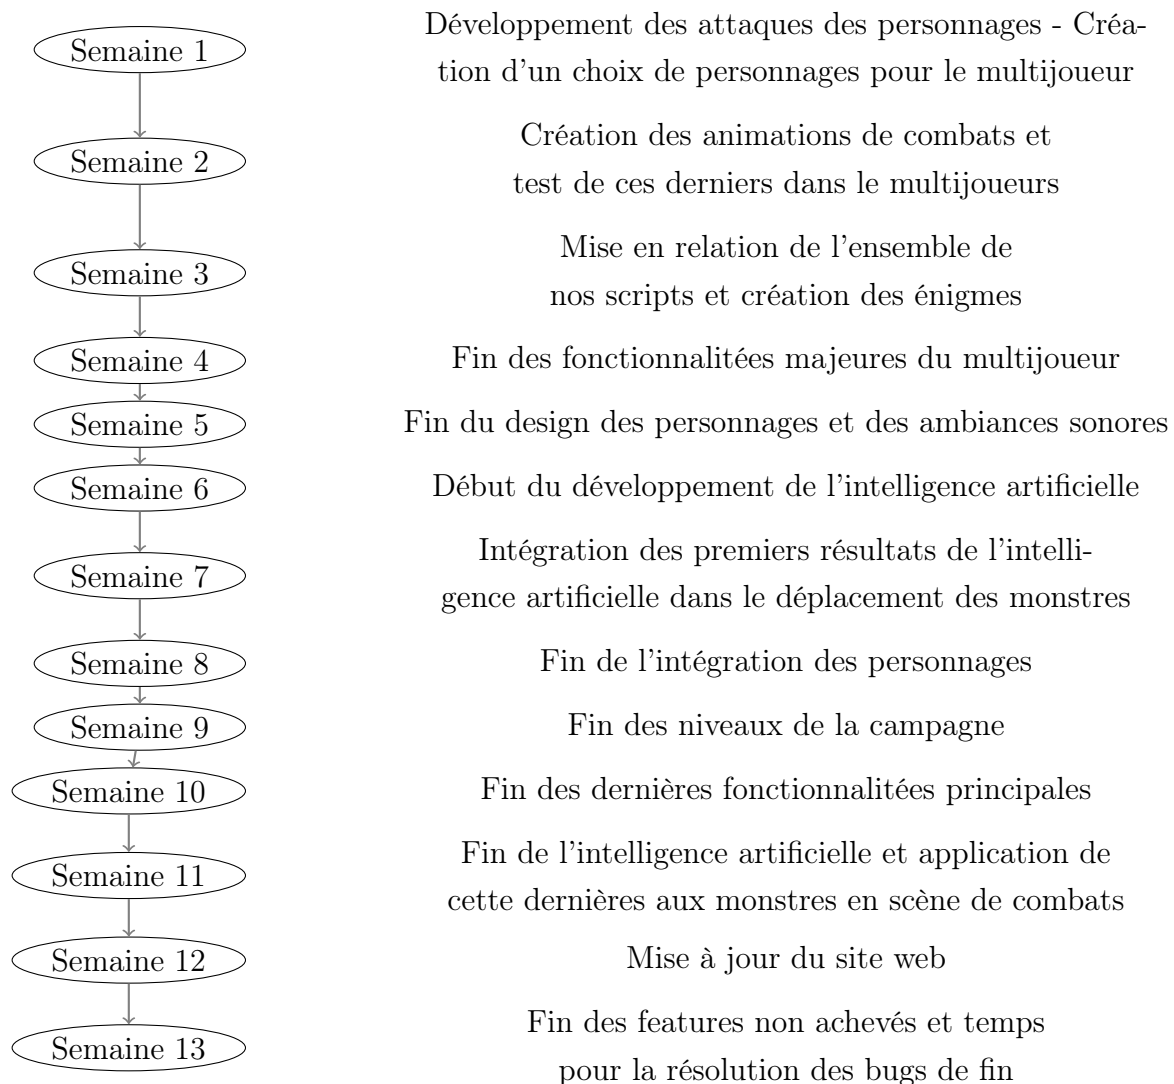 Semaine 1
Développement des attaques des personnages - Créa-
tion d'un choix de personnages pour le multijoueur
Semaine 2
Création des animations de combats et
test de ces derniers dans le multijoueurs
Semaine 3
Mise en relation de l'ensemble de
nos scripts et création des énigmes
Semaine 4
Fin des fonctionnalitées majeures du multijoueur
Semaine 5
Fin du design des personnages et des ambiances sonores
Semaine 6
Début du développement de l'intelligence artificielle
Semaine 7
Intégration des premiers résultats de l'intelli-
gence artificielle dans le déplacement des monstres
Semaine 8
Fin de l'intégration des personnages
Semaine 9
Fin des niveaux de la campagne
Semaine 10
Fin des dernières fonctionnalitées principales
Semaine 11
Fin de l'intelligence artificielle et application de
cette dernières aux monstres en scène de combats
Semaine 12
Mise à jour du site web
Semaine 13
Fin des features non achevés et temps
pour la résolution des bugs de fin